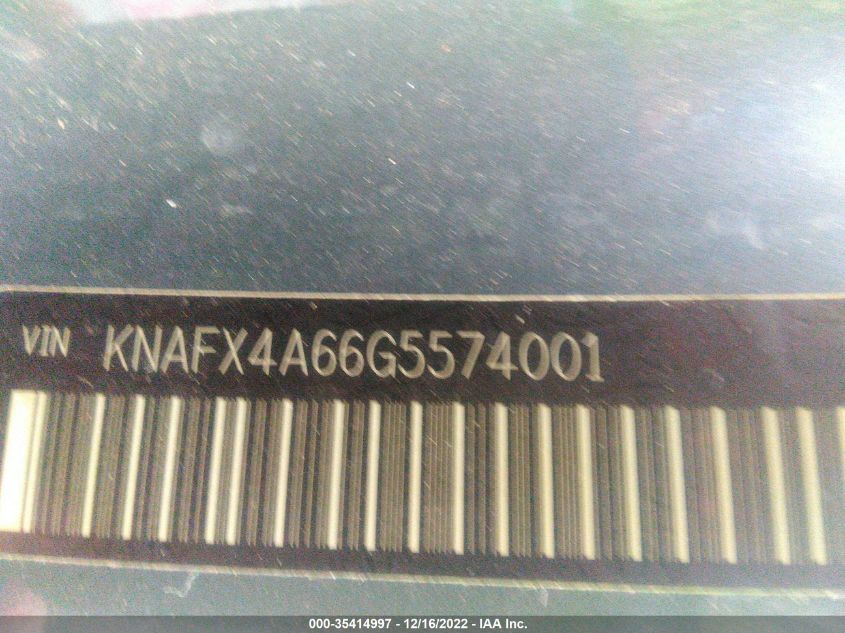 VIN KNAFX4A66G5574001
000-35414997 - 12/16/2022 - IAA Inc.